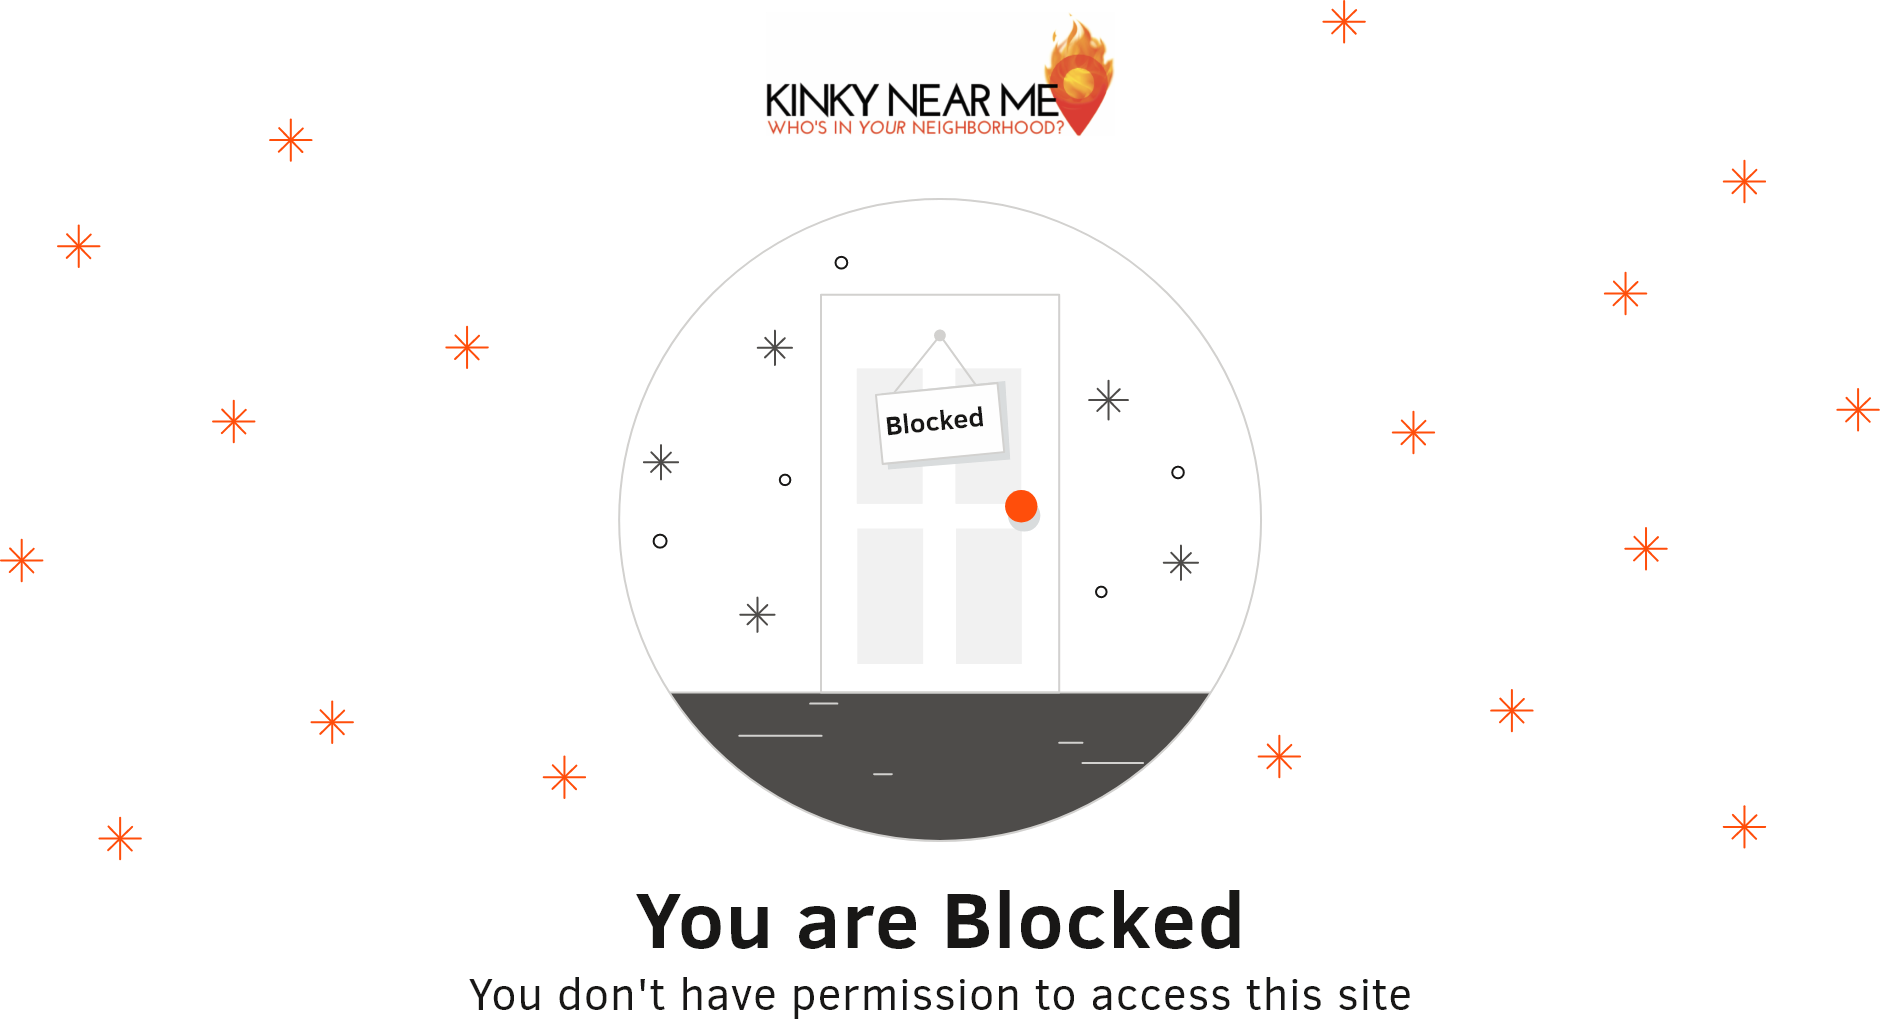 KINKY NEAR ME
WHO'S IN YOUR NEIGHBORHOOD?
Blocked
You are Blocked
You don't have permission to access this site